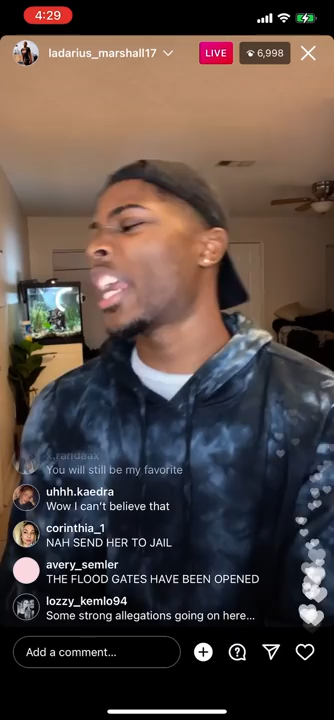 4:29
ladarius_marshall17
LIVE
6,998
x.randaax
You will still be my favorite
uhhh.kaedra
Wow I can't believe that
corinthia_1
NAH SEND HER TO JAIL
avery_semler
THE FLOOD GATES HAVE BEEN OPENED
lozzy_kemlo94
Some strong allegations going on here...
Add a comment...